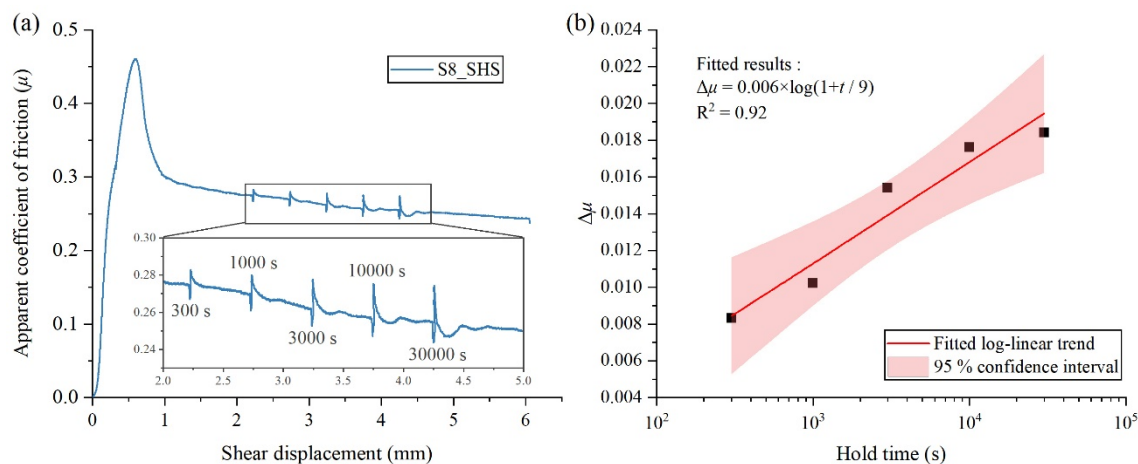 (a)
S8_SHS
Apparent coefficient of friction (μ)
0.5
0.4
0.3
0.2
0.1
0.0
0
1
2
3
4
5
6
Shear displacement (mm)
0.30
0.28
0.26
0.24
2.0
2.5
3.0
3.5
4.0
4.5
5.0
300 s
1000 s
3000 s
10000 s
30000 s
(b)
Fitted results :
Δμ = 0.006×log(1+t / 9)
R² = 0.92
Δμ
0.024
0.022
0.020
0.018
0.016
0.014
0.012
0.010
0.008
0.006
0.004
Fitted log-linear trend
95 % confidence interval
10²
10³
10⁴
10⁵
Hold time (s)